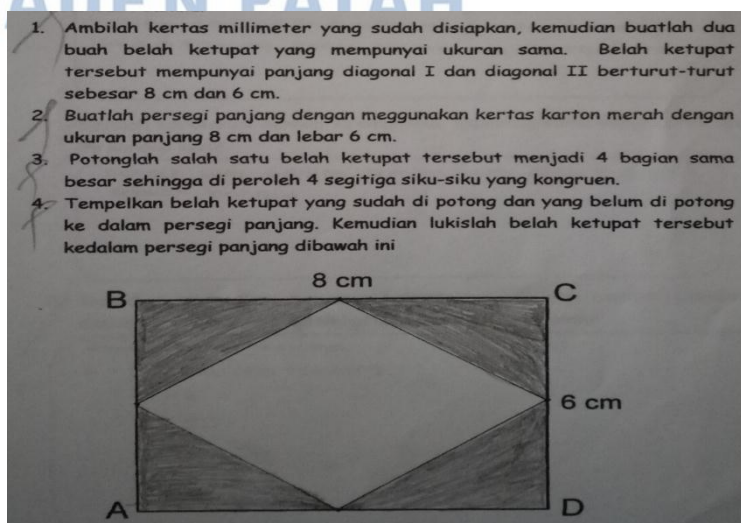 1. Ambilah kertas millimeter yang sudah disiapkan, kemudian buatlah dua
buah belah ketupat yang mempunyai ukuran sama. Belah ketupat
tersebut mempunyai panjang diagonal I dan diagonal II berturut-turut
sebesar 8 cm dan 6 cm.
2. Buatlah persegi panjang dengan meggunakan kertas karton merah dengan
ukuran panjang 8 cm dan lebar 6 cm.
3. Potonglah salah satu belah ketupat tersebut menjadi 4 bagian sama
besar sehingga di peroleh 4 segitiga siku-siku yang kongruen.
4. Tempelkan belah ketupat yang sudah di potong dan yang belum di potong
ke dalam persegi panjang. Kemudian lukislah belah ketupat tersebut
kedalam persegi panjang dibawah ini
8 cm
B
C
6 cm
A
D